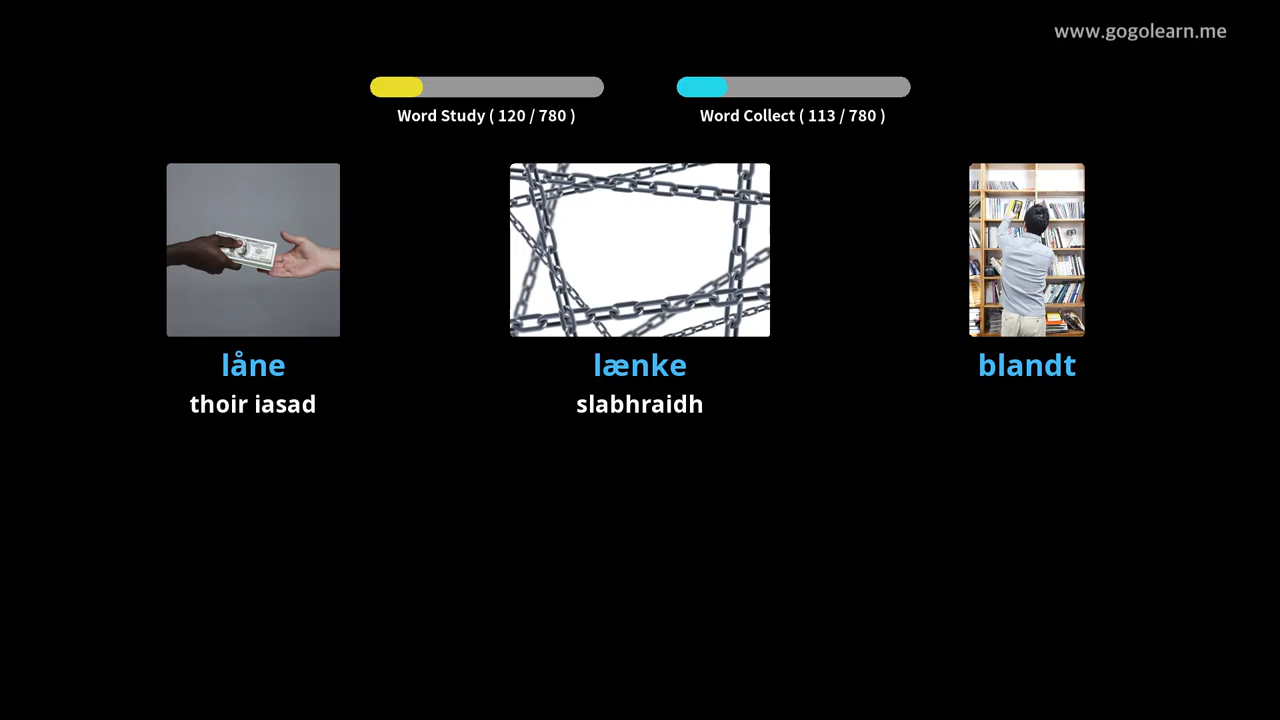 www.gogolearn.me
Word Study ( 120 / 780 )
Word Collect ( 113 / 780 )
låne
lænke
blandt
thoir iasad
slabhraidh